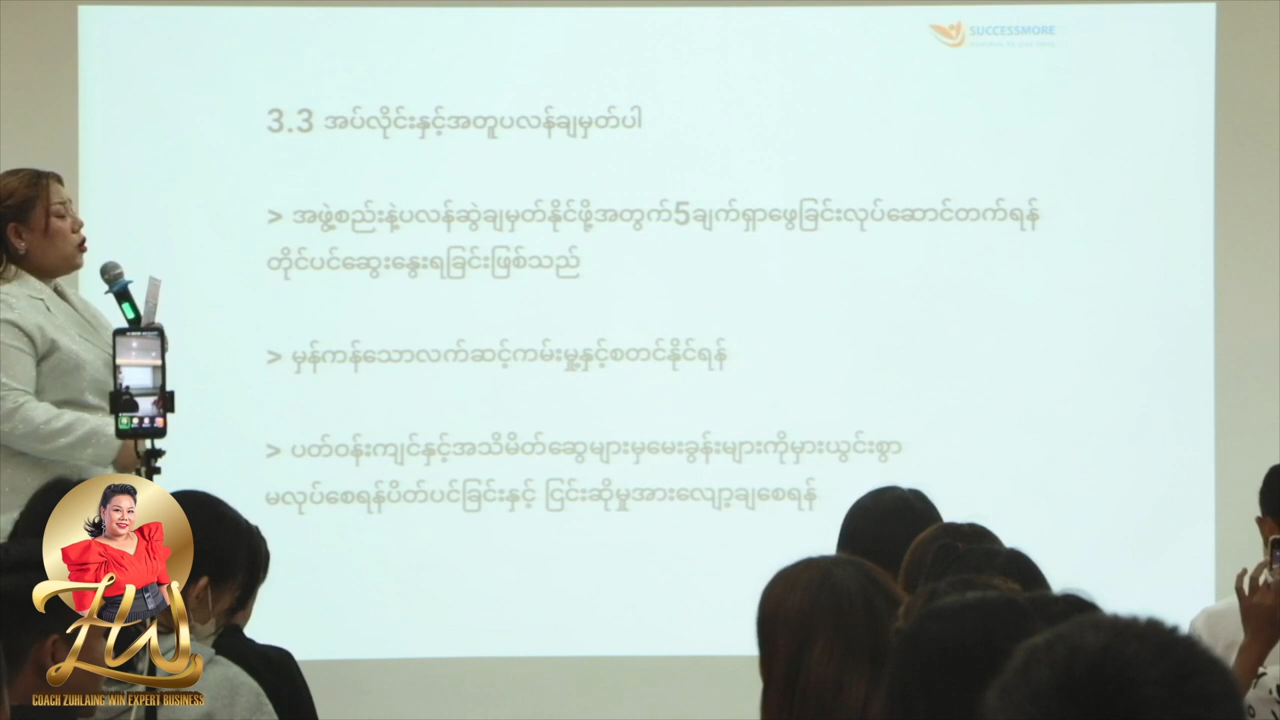 SUCCESSMORE
3.3 အပ်လိုင်းနှင့်အတူပလန်ချမှတ်ပါ
> အဖွဲ့စည်းနဲ့ပလန်ဆွဲချမှတ်နိုင်ဖို့အတွက်5ချက်ရှာဖွေခြင်းလုပ်ဆောင်တက်ရန်
တိုင်ပင်ဆွေးနွေးရခြင်းဖြစ်သည်
> မှန်ကန်သောလက်ဆင့်ကမ်းမှု့နှင့်စတင်နိုင်ရန်
> ပတ်ဝန်းကျင်နှင့်အသိမိတ်ဆွေများမှမေးခွန်းများကိုမှားယွင်းစွာ
မလုပ်စေရန်ပိတ်ပင်ခြင်းနှင့် ငြင်းဆိုမှုအားလျော့ချစေရန်
ZW
COACH ZUHLAING WIN EXPERT BUSINESS